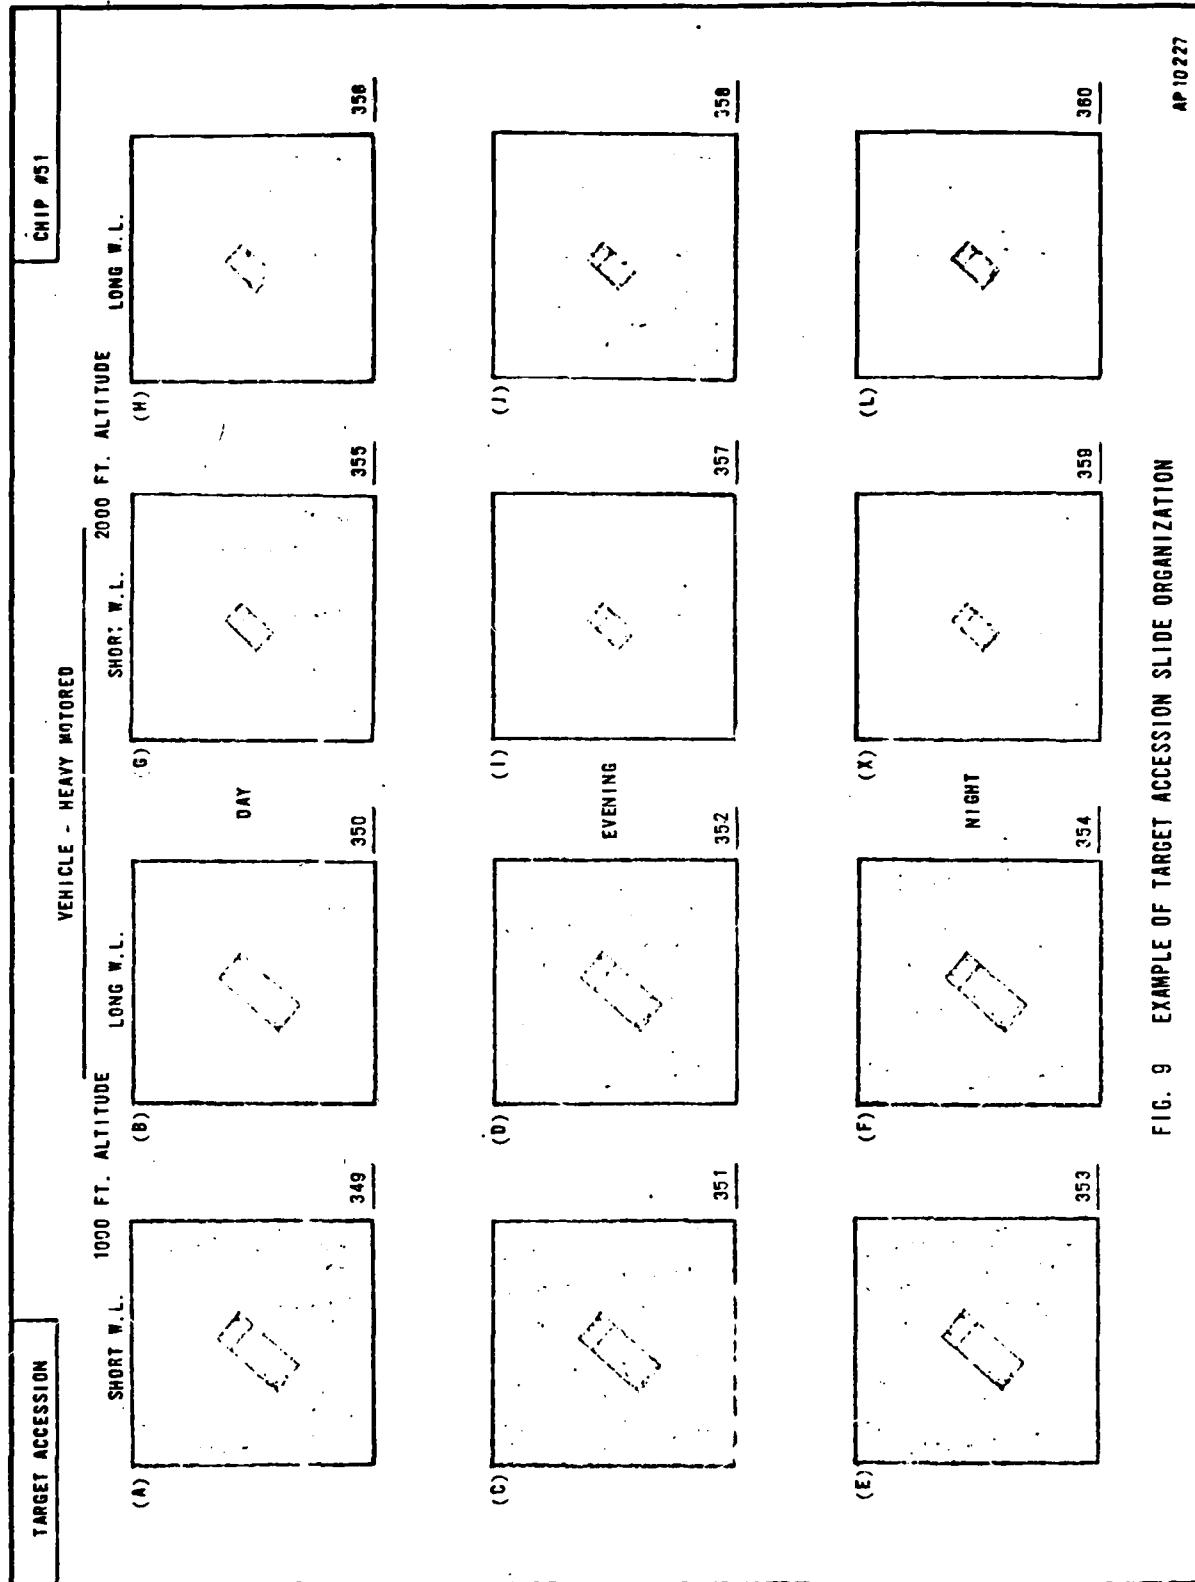 TARGET ACCESSION
CHIP #51
VEHICLE - HEAVY MOTORED
1000 FT. ALTITUDE
2000 FT. ALTITUDE
SHORT W.L.
LONG W.L.
SHORT W.L.
LONG W.L.
(A)
(B)
(G)
(H)
DAY
349
350
355
356
(C)
(D)
(I)
(J)
EVENING
351
352
357
358
(E)
(F)
(X)
(L)
NIGHT
353
354
359
360
FIG. 9 EXAMPLE OF TARGET ACCESSION SLIDE ORGANIZATION
AP10227